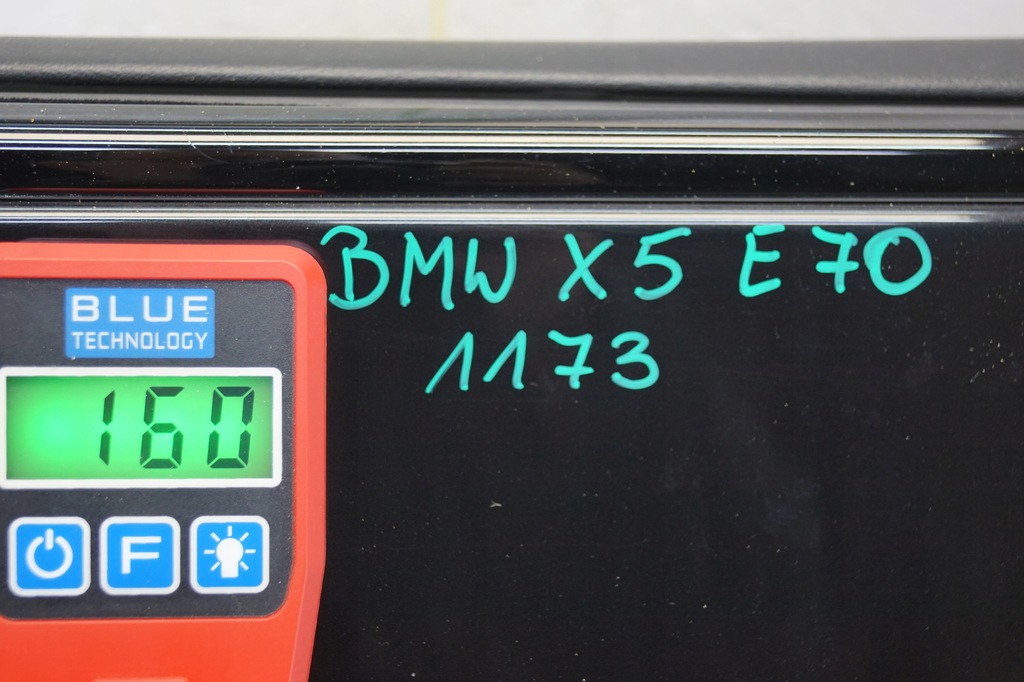 BMW X5 E70
1173
BLUE
TECHNOLOGY
160
F